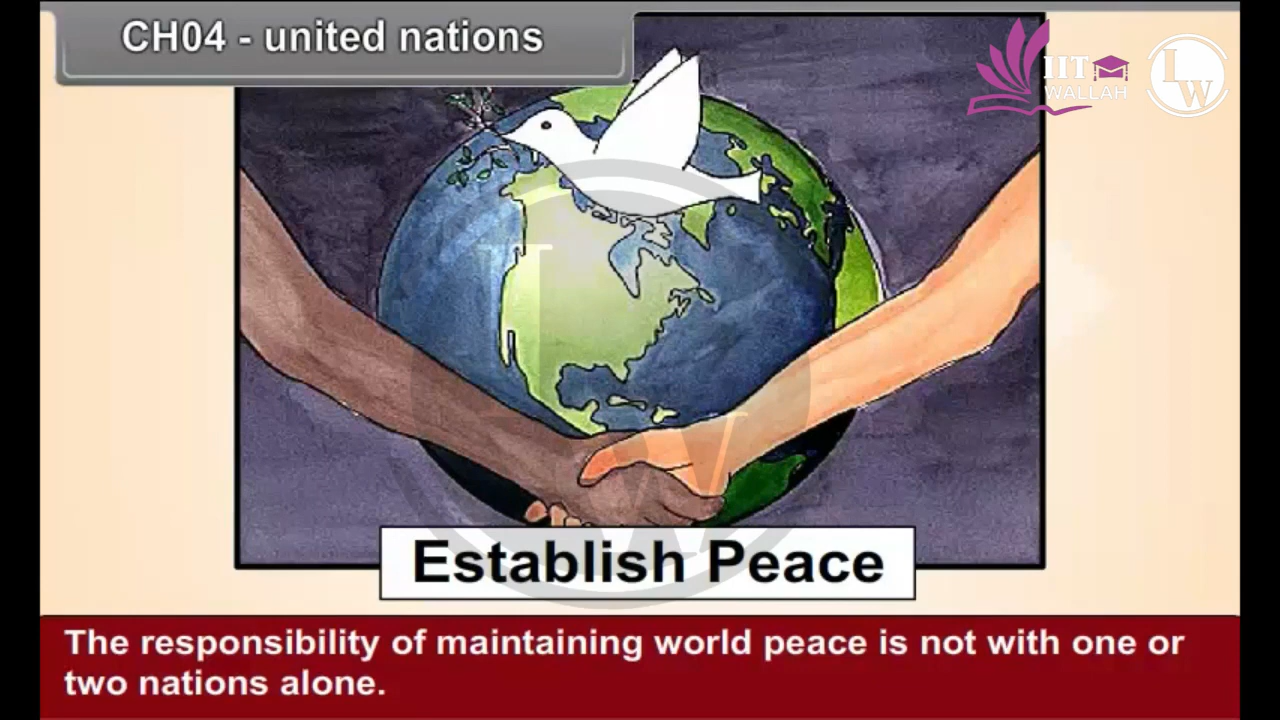 CH04 - united nations
IIT
WALLAH
LW
LW
Establish Peace
The responsibility of maintaining world peace is not with one or
two nations alone.